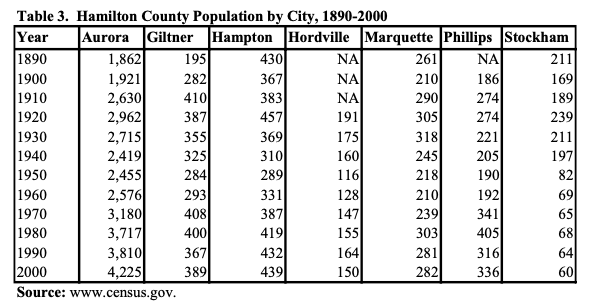 Table 3. Hamilton County Population by City, 1890-2000
Year Aurora Giltner Hampton Hordville Marquette Phillips Stockham
1890 1,862 195 430 NA 261 NA 211
1900 1,921 282 367 NA 210 186 169
1910 2,630 410 383 NA 290 274 189
1920 2,962 387 457 191 305 274 239
1930 2,715 355 369 175 318 221 211
1940 2,419 325 310 160 245 205 197
1950 2,455 284 289 116 218 190 82
1960 2,576 293 331 128 210 192 69
1970 3,180 408 387 147 239 341 65
1980 3,717 400 419 155 303 405 68
1990 3,810 367 432 164 281 316 64
2000 4,225 389 439 150 282 336 60
Source: www.census.gov.